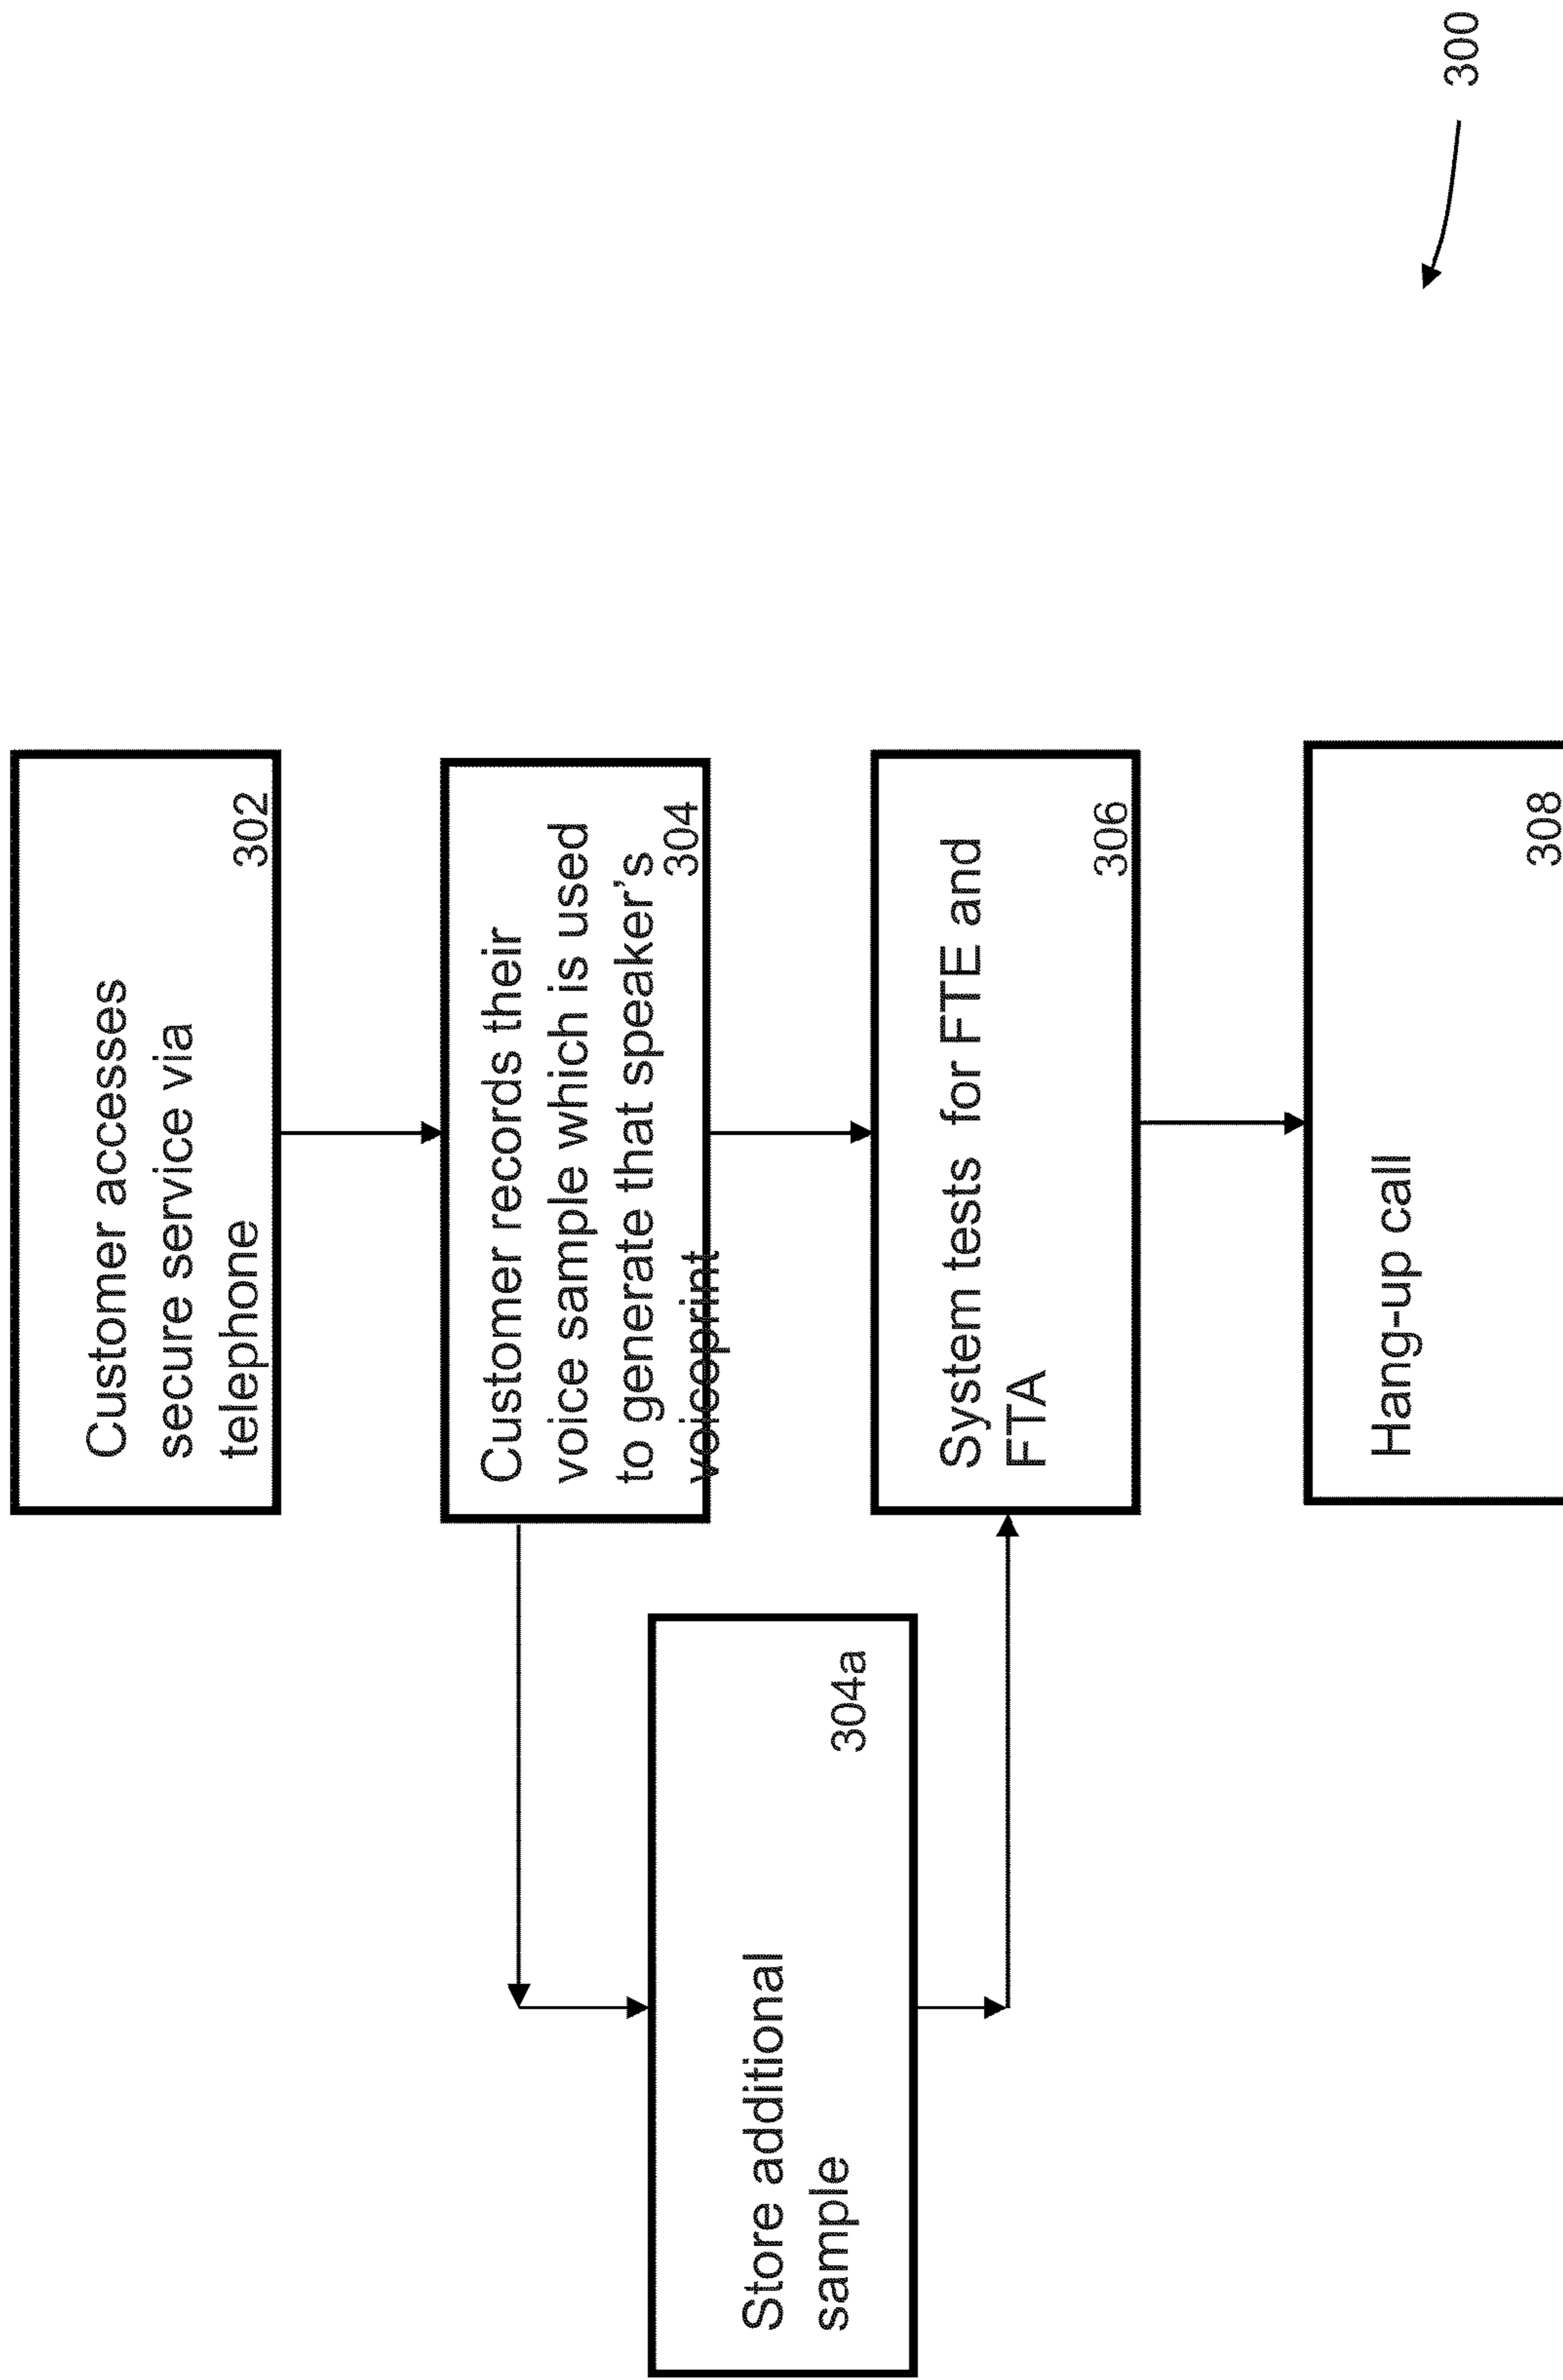 300
Customer accesses
secure service via
telephone
302
Customer records their
voice sample which is used
to generate that speaker's
voiceprint
304
Store additional
sample
304a
System tests for FTE and
FTA
306
Hang-up call
308